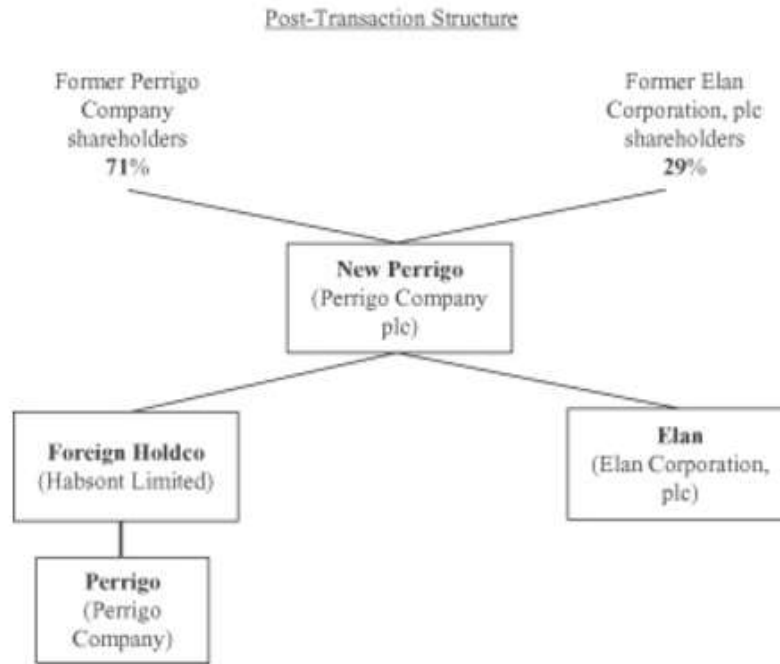 Post-Transaction Structure
Former Perrigo
Company
shareholders
71%
Former Elan
Corporation, plc
shareholders
29%
New Perrigo
(Perrigo Company
plc)
Foreign Holdco
(Habsont Limited)
Elan
(Elan Corporation,
plc)
Perrigo
(Perrigo
Company)